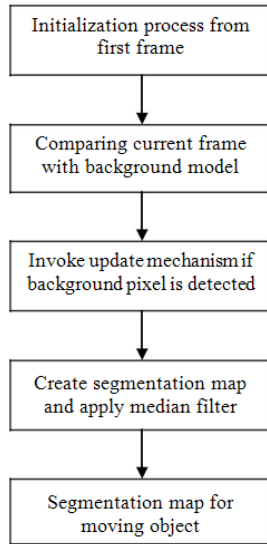 Initialization process from
first frame
Comparing current frame
with background model
Invoke update mechanism if
background pixel is detected
Create segmentation map
and apply median filter
Segmentation map for
moving object